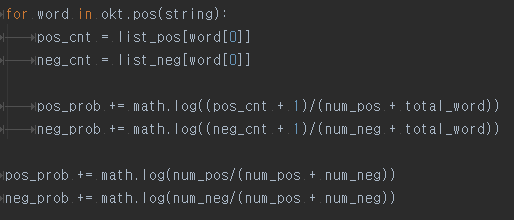 for word in okt.pos(string):
pos_cnt = list_pos[word[0]]
neg_cnt = list_neg[word[0]]
pos_prob += math.log((pos_cnt + 1)/(num_pos + total_word))
neg_prob += math.log((neg_cnt + 1)/(num_neg + total_word))
pos_prob += math.log(num_pos/(num_pos + num_neg))
neg_prob += math.log(num_neg/(num_pos + num_neg))